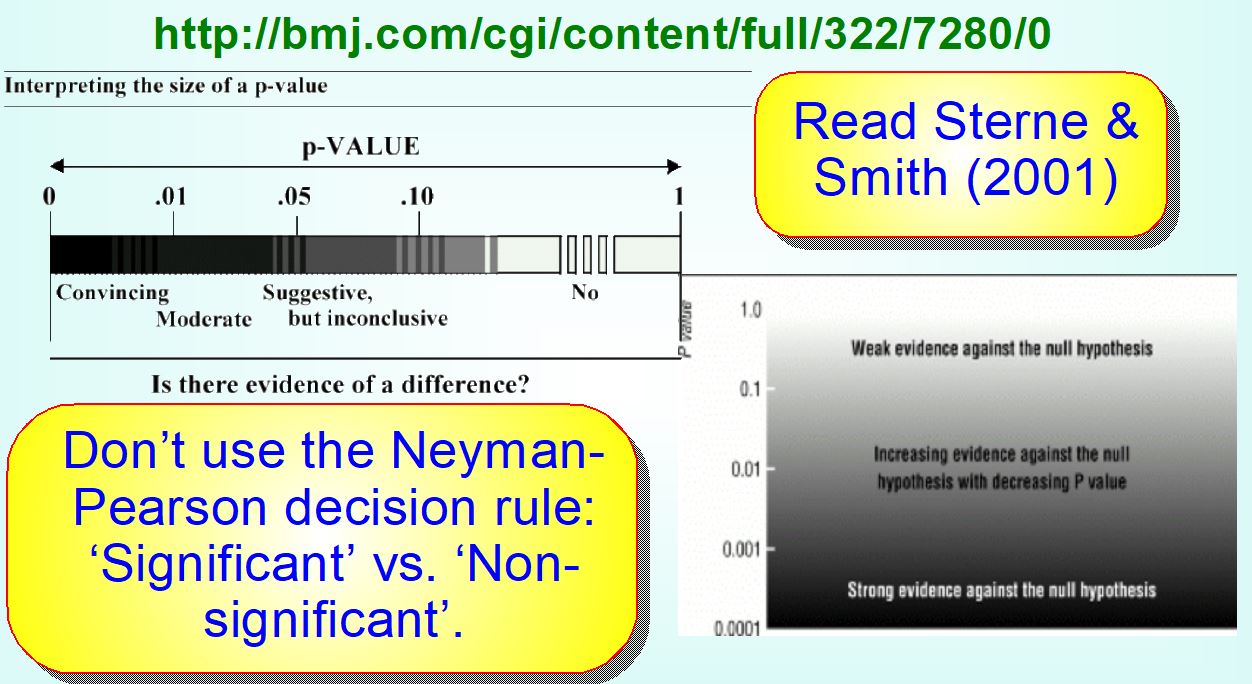 http://bmj.com/cgi/content/full/322/7280/0
Interpreting the size of a p-value
p-VALUE
0 .01 .05 .10 1
Convincing
Moderate
Suggestive,
but inconclusive
No
Is there evidence of a difference?
Read Sterne &
Smith (2001)
Don’t use the Neyman-
Pearson decision rule:
‘Significant’ vs. ‘Non-
significant’.
P value
1.0
Weak evidence against the null hypothesis
0.1
Increasing evidence against the null
0.01
hypothesis with decreasing P value
0.001
Strong evidence against the null hypothesis
0.0001